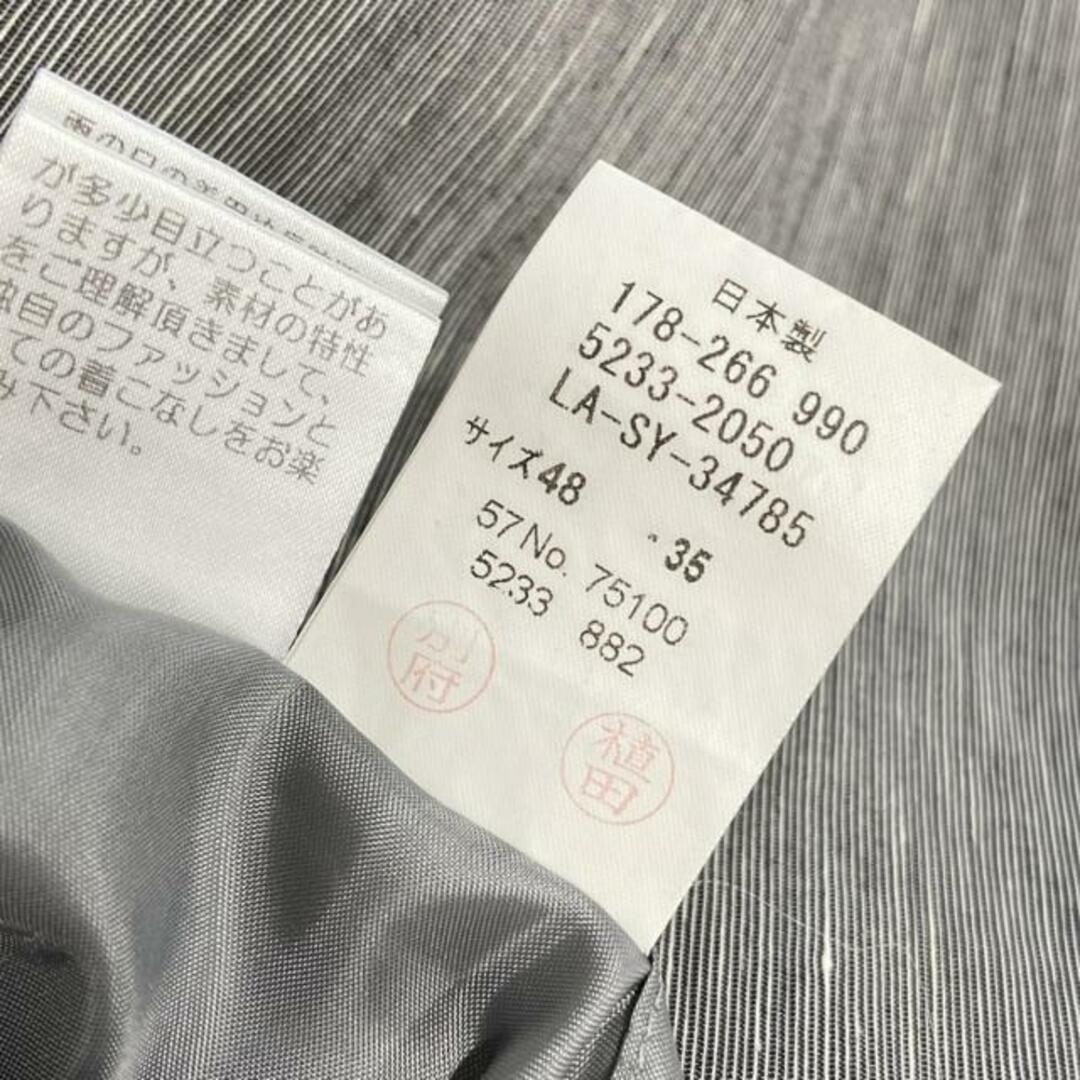 雨の日の
が多少目立つことがあ
りますが、素材の特性
をご理解頂きまして、
独自のファッションと
ての着こなしをお楽
み下さい。
日本製
178-266 990
5233-2050
LA-SY-34785
サイズ48 .35
57No. 75100
5233 882
別府
植田